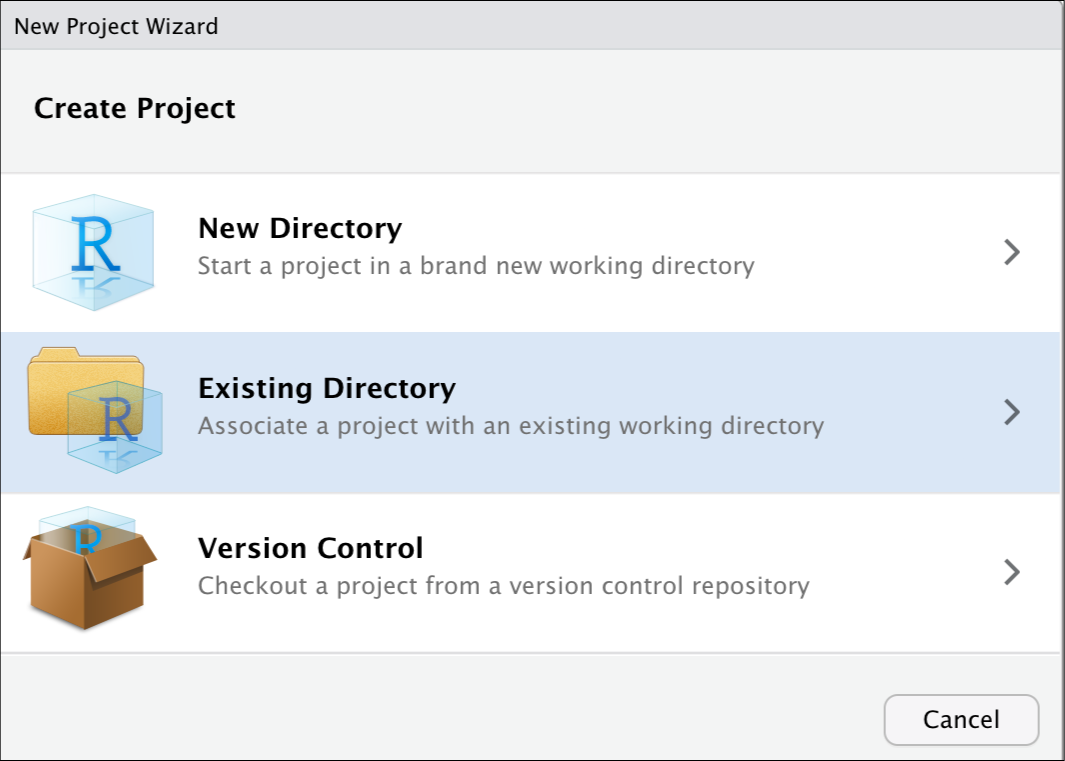 New Project Wizard
Create Project
R
New Directory
Start a project in a brand new working directory
R
Existing Directory
Associate a project with an existing working directory
R
Version Control
Checkout a project from a version control repository
Cancel